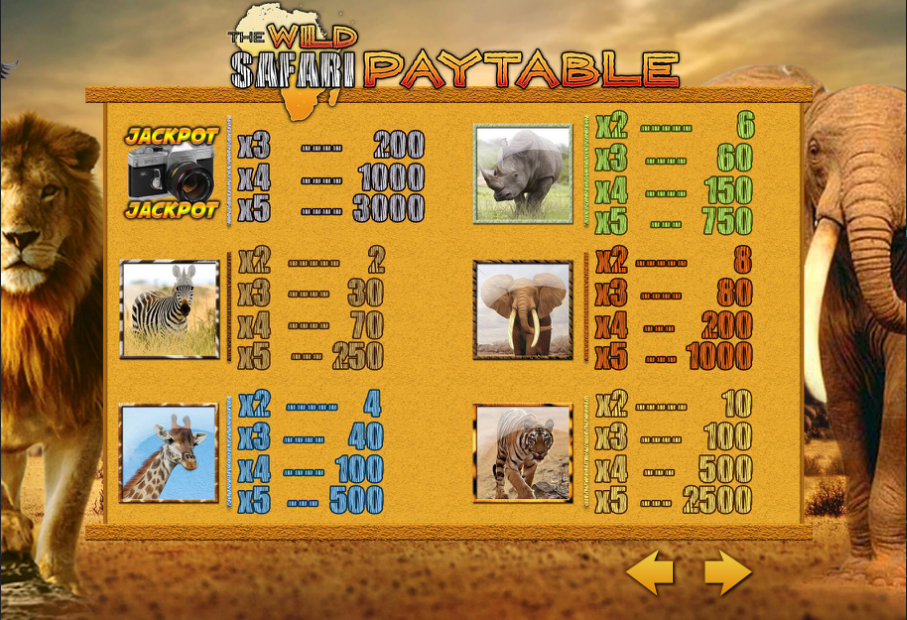 THE WILD
SAFARI PAYTABLE
JACKPOT
JACKPOT
x3 ----- 200
x4 ----- 1000
x5 ---- 3000
x2 ----- 6
x3 ---- 60
x4 ---- 150
x5 --- 750
x2 ----- 2
x3 ---- 30
x4 ---- 70
x5 --- 250
x2 ----- 8
x3 ---- 80
x4 --- 200
x5 --- 1000
x2 ----- 4
x3 ---- 40
x4 ---- 100
x5 --- 500
x2 ----- 10
x3 ---- 100
x4 --- 500
x5 --- 2500